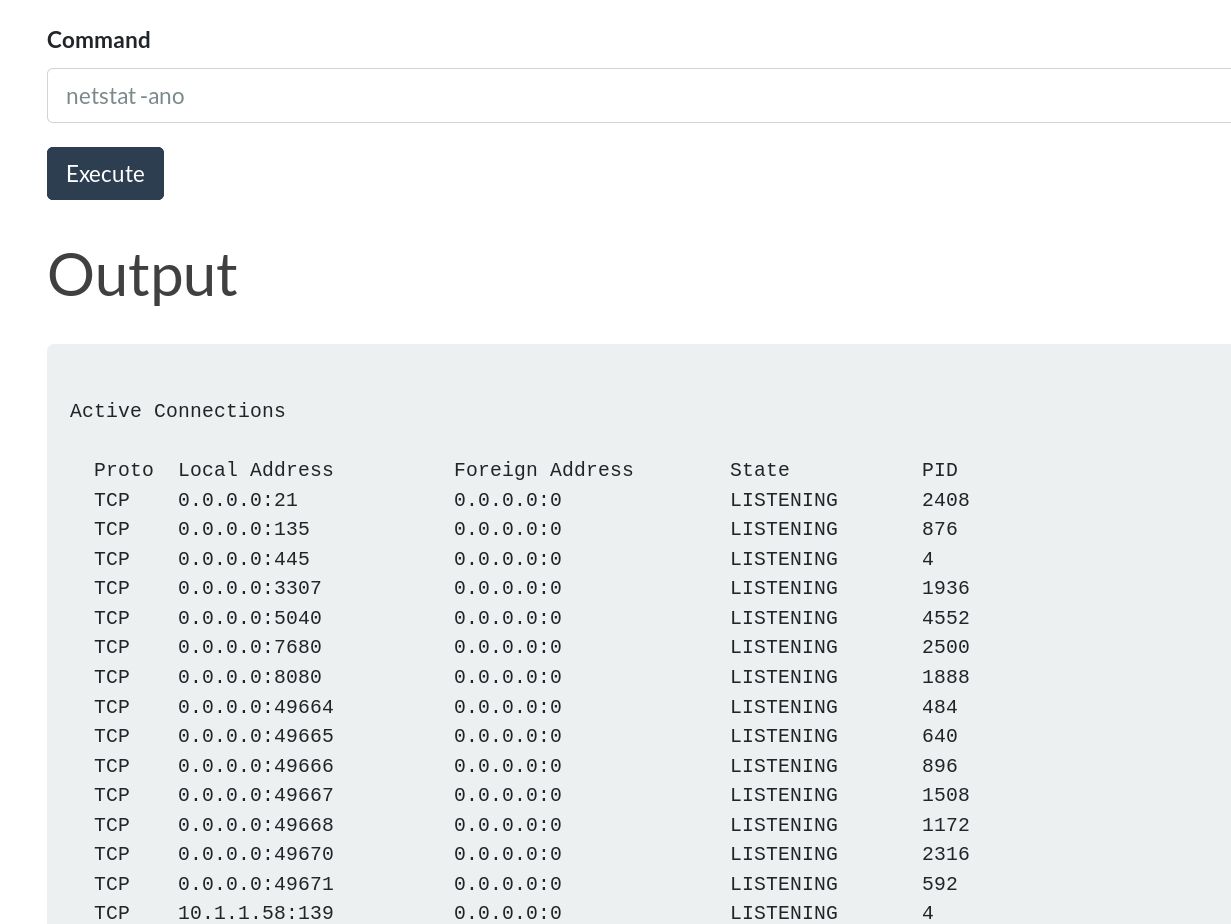 Command
netstat -ano
Execute
Output
Active Connections
Proto  Local Address          Foreign Address        State           PID
TCP    0.0.0.0:21             0.0.0.0:0              LISTENING       2408
TCP    0.0.0.0:135            0.0.0.0:0              LISTENING       876
TCP    0.0.0.0:445            0.0.0.0:0              LISTENING       4
TCP    0.0.0.0:3307           0.0.0.0:0              LISTENING       1936
TCP    0.0.0.0:5040           0.0.0.0:0              LISTENING       4552
TCP    0.0.0.0:7680           0.0.0.0:0              LISTENING       2500
TCP    0.0.0.0:8080           0.0.0.0:0              LISTENING       1888
TCP    0.0.0.0:49664          0.0.0.0:0              LISTENING       484
TCP    0.0.0.0:49665          0.0.0.0:0              LISTENING       640
TCP    0.0.0.0:49666          0.0.0.0:0              LISTENING       896
TCP    0.0.0.0:49667          0.0.0.0:0              LISTENING       1508
TCP    0.0.0.0:49668          0.0.0.0:0              LISTENING       1172
TCP    0.0.0.0:49670          0.0.0.0:0              LISTENING       2316
TCP    0.0.0.0:49671          0.0.0.0:0              LISTENING       592
TCP    10.1.1.58:139          0.0.0.0:0              LISTENING       4